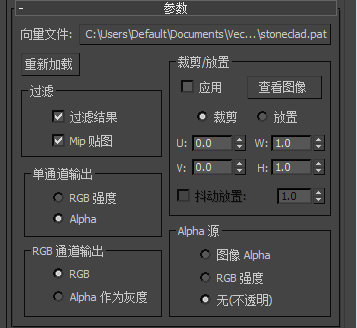 - 参数
向量文件: C:\Users\Default\Documents\Vec...\stoneclad.pat
重新加载
过滤
过滤结果
Mip 贴图
单通道输出
RGB 强度
Alpha
RGB 通道输出
RGB
Alpha 作为灰度
裁剪/放置
应用 查看图像
裁剪 放置
U: 0.0 W: 1.0
V: 0.0 H: 1.0
抖动放置: 1.0
Alpha 源
图像 Alpha
RGB 强度
无(不透明)